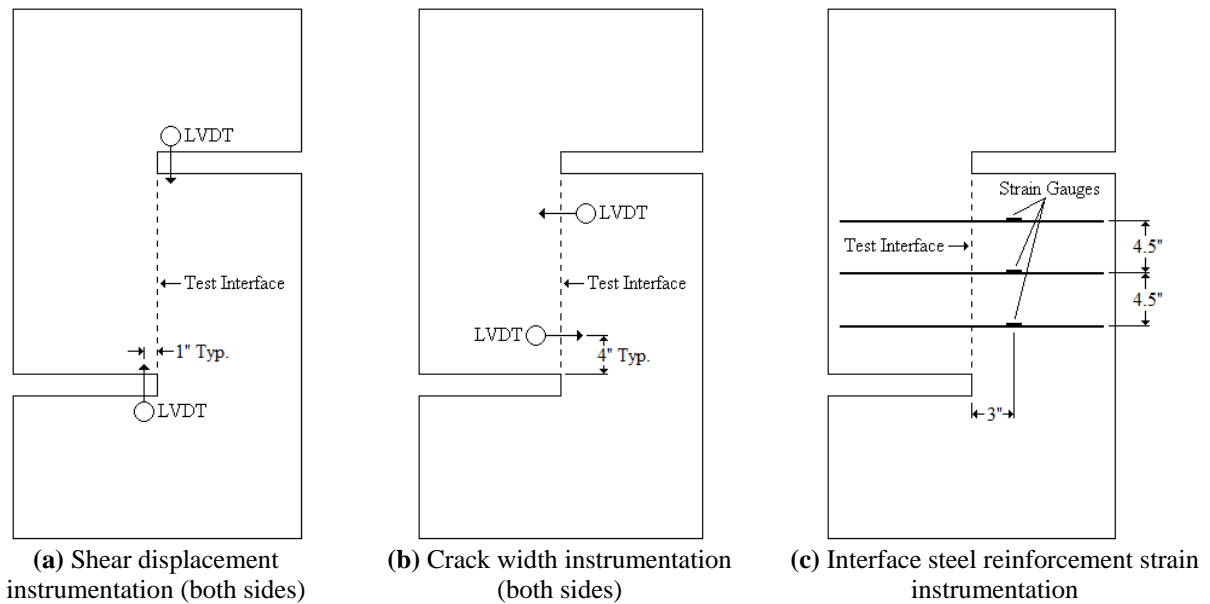 LVDT
Test Interface
1" Typ.
LVDT
(a) Shear displacement
instrumentation (both sides)
LVDT
Test Interface
LVDT
4" Typ.
(b) Crack width instrumentation
(both sides)
Strain Gauges
Test Interface
4.5"
4.5"
3"
(c) Interface steel reinforcement strain
instrumentation